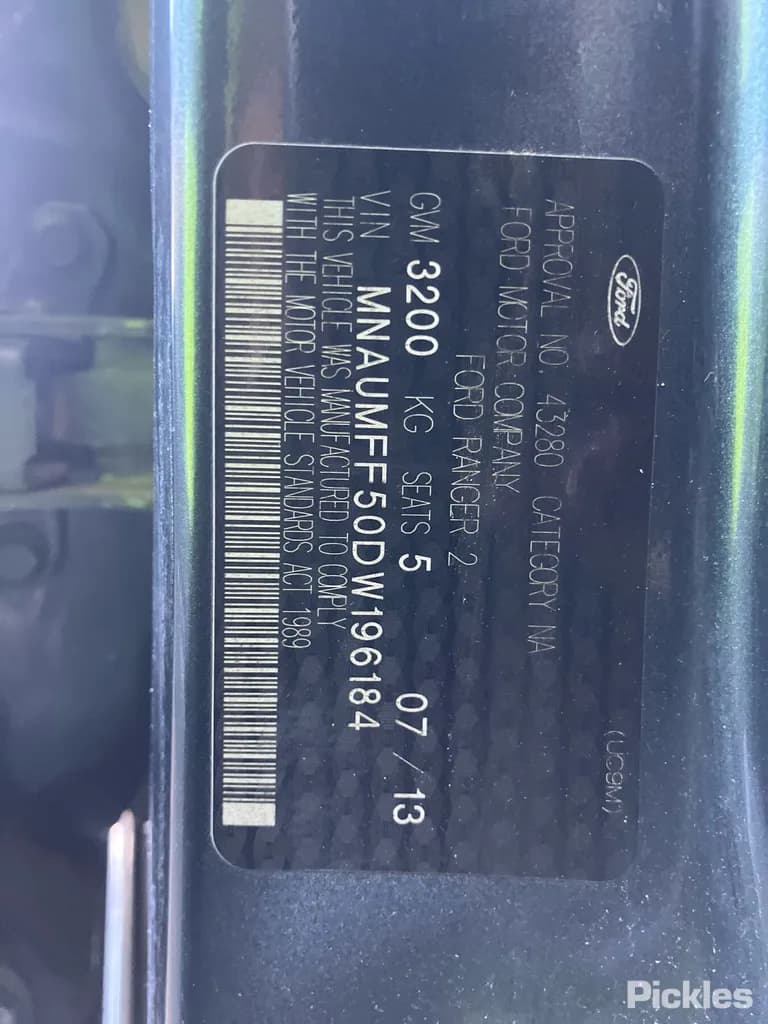 Ford
(UC9M)
APPROVAL NO. 43280 CATEGORY NA
FORD MOTOR COMPANY
FORD RANGER 2
GVM 3200 KG SEATS 5 07 / 13
VIN MNAUMFF50DW196184
THIS VEHICLE WAS MANUFACTURED TO COMPLY
WITH THE MOTOR VEHICLE STANDARDS ACT 1989
Pickles